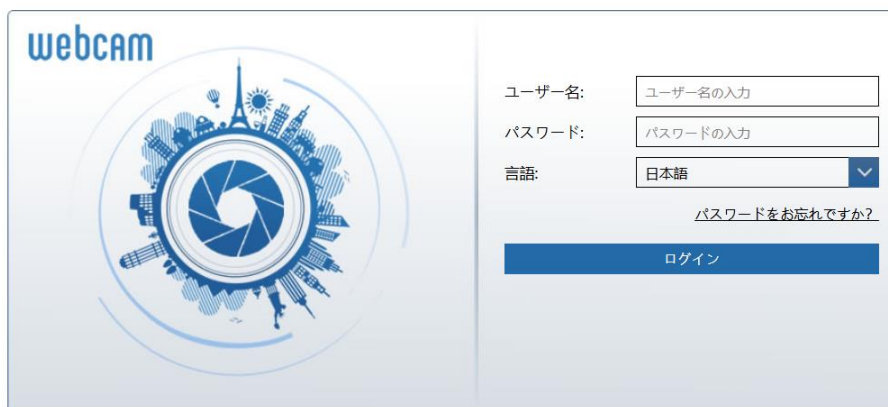 webcam
ユーザー名: ユーザー名の入力
パスワード: パスワードの入力
言語: 日本語
パスワードをお忘れですか?
ログイン